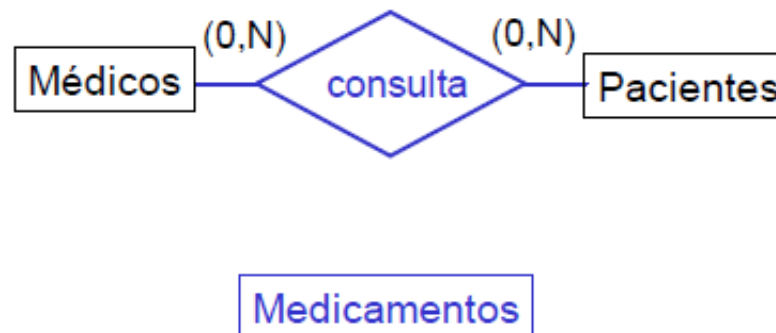 (0,N) (0,N)
Médicos consulta Pacientes
Medicamentos